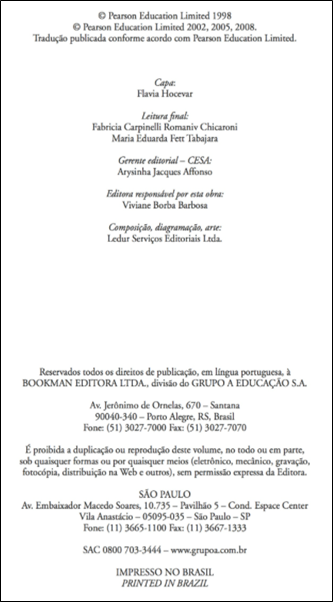 © Pearson Education Limited 1998
© Pearson Education Limited 2002, 2005, 2008.
Tradução publicada conforme acordo com Pearson Education Limited.
Capa:
Flavia Hocevar
Leitura final:
Fabricia Carpinelli Romaniv Chicaroni
Maria Eduarda Fett Tabajara
Gerente editorial – CESA:
Arysinha Jacques Affonso
Editora responsável por esta obra:
Viviane Borba Barbosa
Composição, diagramação, arte:
Ledur Serviços Editoriais Ltda.
Reservados todos os direitos de publicação, em língua portuguesa, à
BOOKMAN EDITORA LTDA., divisão do GRUPO A EDUCAÇÃO S.A.
Av. Jerônimo de Ornelas, 670 – Santana
90040-340 – Porto Alegre, RS, Brasil
Fone: (51) 3027-7000 Fax: (51) 3027-7070
É proibida a duplicação ou reprodução deste volume, no todo ou em parte,
sob quaisquer formas ou por quaisquer meios (eletrônico, mecânico, gravação,
fotocópia, distribuição na Web e outros), sem permissão expressa da Editora.
SÃO PAULO
Av. Embaixador Macedo Soares, 10.735 – Pavilhão 5 – Cond. Espace Center
Vila Anastácio – 05095-035 – São Paulo – SP
Fone: (11) 3665-1100 Fax: (11) 3667-1333
SAC 0800 703-3444 – www.grupoa.com.br
IMPRESSO NO BRASIL
PRINTED IN BRAZIL